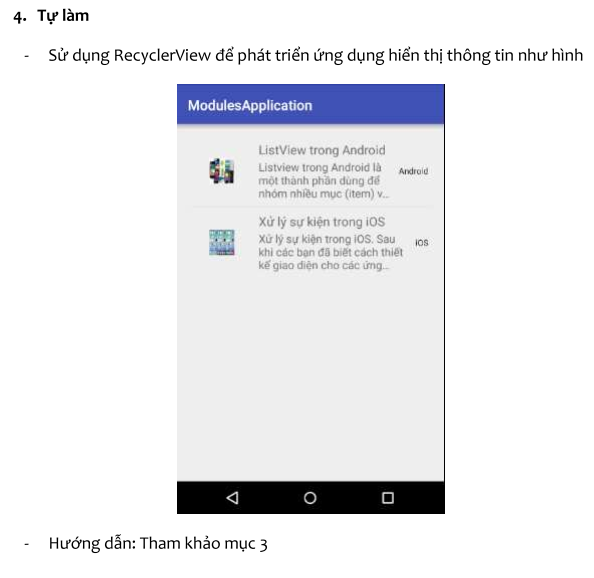 4. Tự làm
- Sử dụng RecyclerView để phát triển ứng dụng hiển thị thông tin như hình
ModulesApplication
ListView trong Android
Listview trong Android là
một thành phần dùng để
nhóm nhiều mục (item) v...
Android
Xử lý sự kiện trong iOS
Xử lý sự kiện trong iOS. Sau
khi các bạn đã biết cách thiết
kế giao diện cho các ứng...
iOS
- Hướng dẫn: Tham khảo mục 3